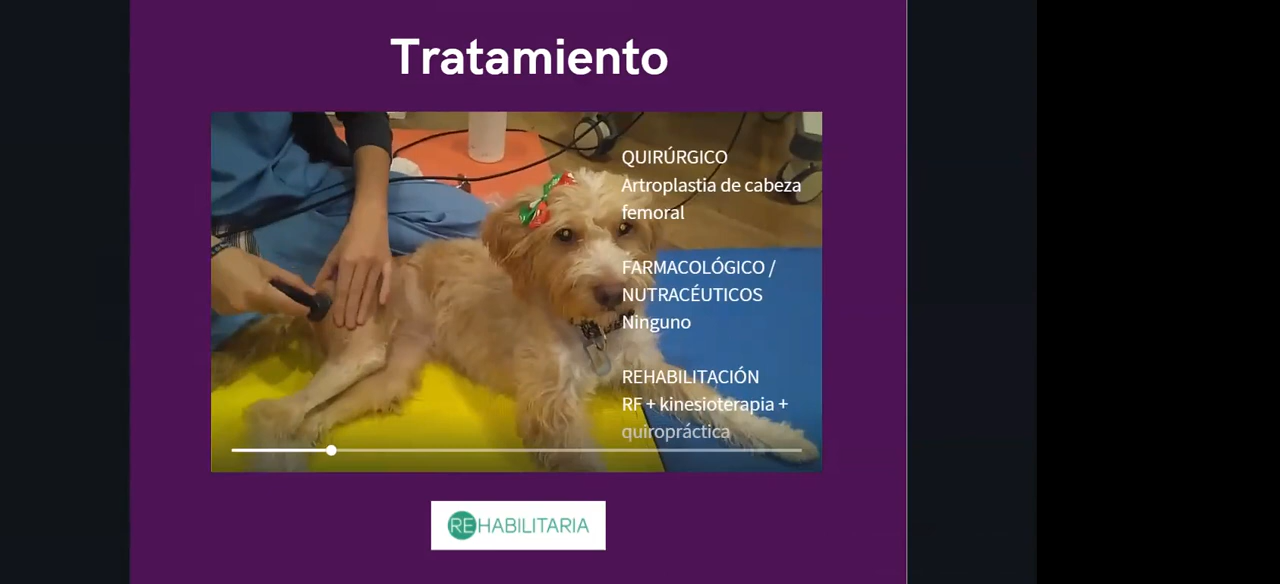 Tratamiento
QUIRÚRGICO
Artroplastia de cabeza
femoral
FARMACOLÓGICO /
NUTRACÉUTICOS
Ninguno
REHABILITACIÓN
RF + kinesioterapia +
quiropráctica
REHABILITARIA